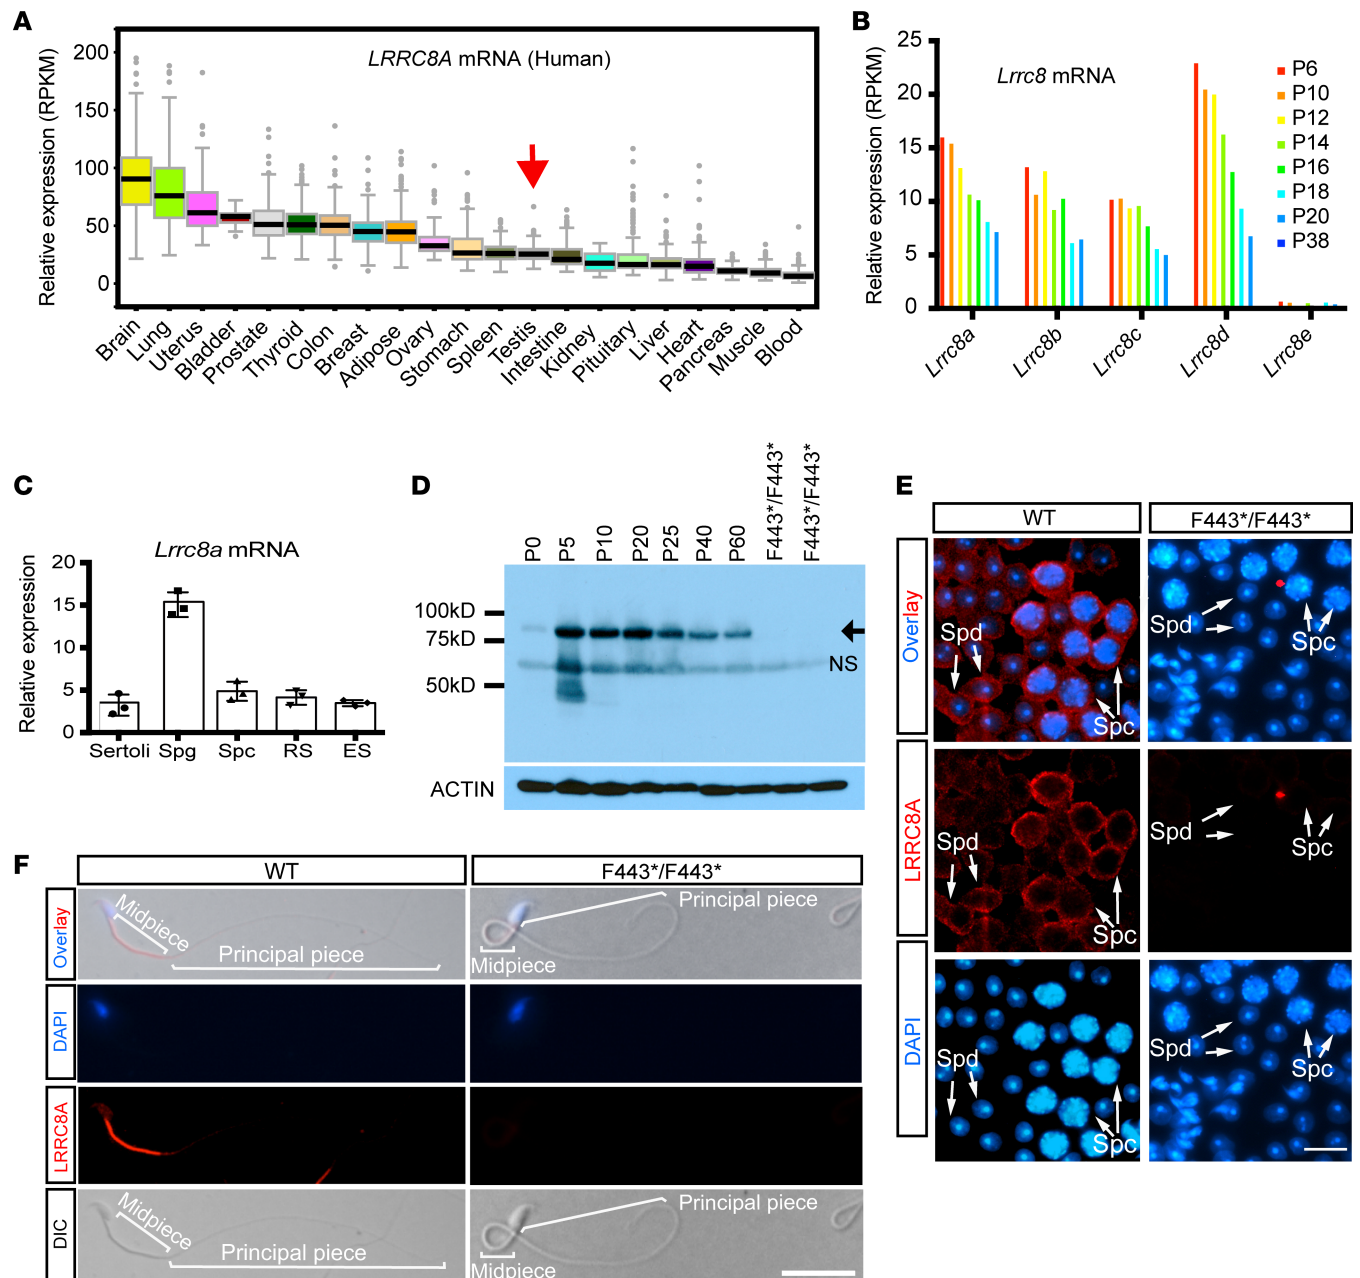 A
Relative expression (RPKM)
LRRC8A mRNA (Human)
200
150
100
50
0
Brain
Lung
Uterus
Bladder
Prostate
Thyroid
Colon
Breast
Adipose
Ovary
Stomach
Spleen
Testis
Intestine
Kidney
Pituitary
Liver
Heart
Pancreas
Muscle
Blood
B
Relative expression (RPKM)
Lrrc8 mRNA
25
20
15
10
5
0
P6
P10
P12
P14
P16
P18
P20
P38
Lrrc8a
Lrrc8b
Lrrc8c
Lrrc8d
Lrrc8e
C
Lrrc8a mRNA
Relative expression
20
15
10
5
0
Sertoli Spg Spc RS ES
D
P0
P5
P10
P20
P25
P40
P60
F443*/F443*
F443*/F443*
100kD
75kD
50kD
NS
ACTIN
E
WT
F443*/F443*
Overlay
Spd
Spc
Spd
Spc
LRRC8A
Spd
Spc
Spd
Spc
DAPI
Spd
Spc
Spd
Spc
F
WT
F443*/F443*
Overlay
Midpiece
Principal piece
Principal piece
Midpiece
DAPI
LRRC8A
DIC
Midpiece
Principal piece
Principal piece
Midpiece